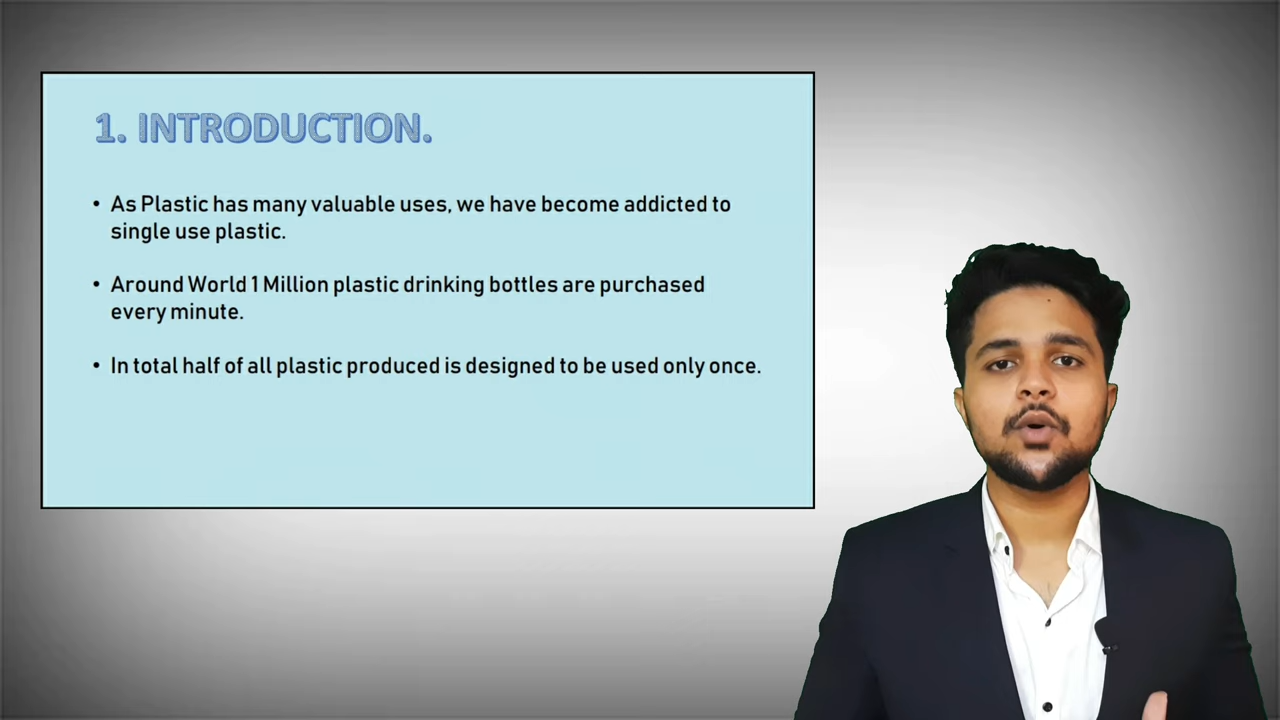 1. INTRODUCTION.
• As Plastic has many valuable uses, we have become addicted to
single use plastic.
• Around World 1 Million plastic drinking bottles are purchased
every minute.
• In total half of all plastic produced is designed to be used only once.